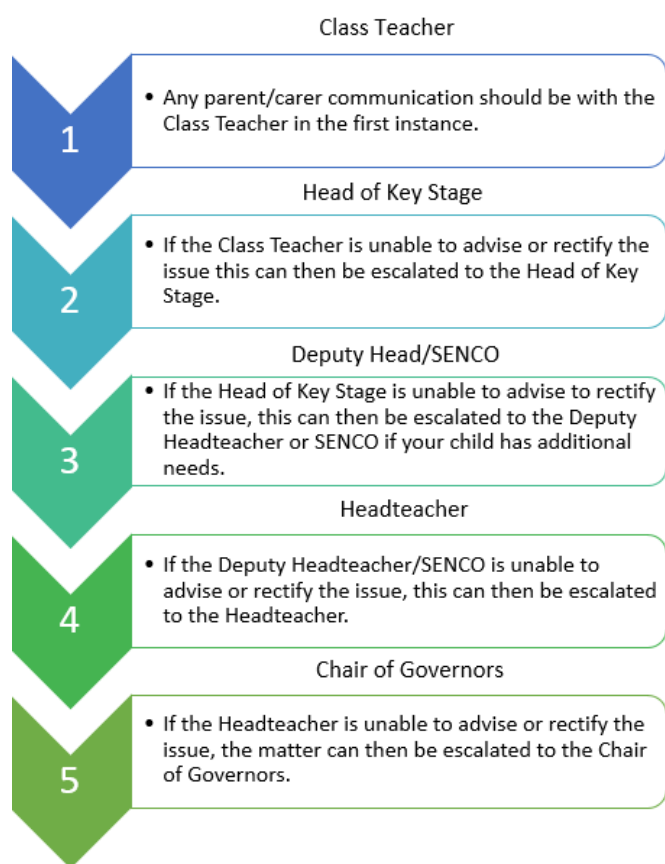 Class Teacher
• Any parent/carer communication should be with the
Class Teacher in the first instance.
1
Head of Key Stage
• If the Class Teacher is unable to advise or rectify the
issue this can then be escalated to the Head of Key
Stage.
2
Deputy Head/SENCO
• If the Head of Key Stage is unable to advise to rectify
the issue, this can then be escalated to the Deputy
Headteacher or SENCO if your child has additional
needs.
3
Headteacher
• If the Deputy Headteacher/SENCO is unable to
advise or rectify the issue, this can then be escalated
to the Headteacher.
4
Chair of Governors
• If the Headteacher is unable to advise or rectify the
issue, the matter can then be escalated to the Chair
of Governors.
5